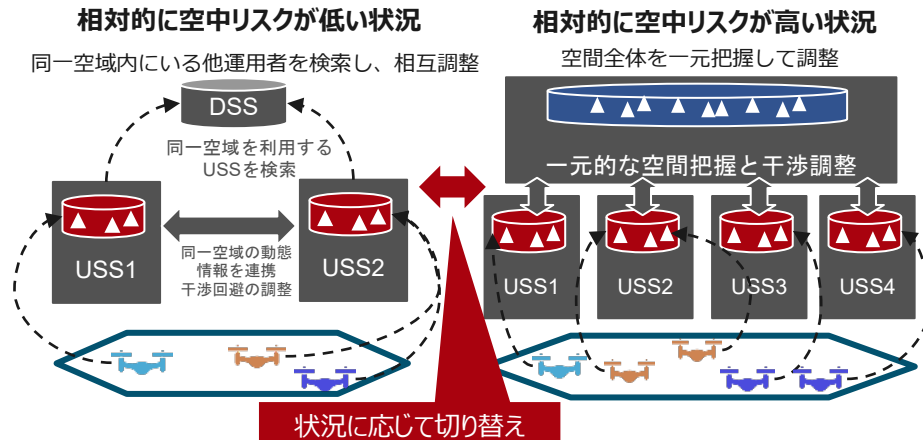 相対的に空中リスクが低い状況
同一空域内にいる他運用者を検索し、相互調整
DSS
同一空域を利用する
USSを検索
USS1
同一空域の動態
情報を連携
干渉回避の調整
USS2
相対的に空中リスクが高い状況
空間全体を一元把握して調整
一元的な空間把握と干渉調整
USS1
USS2
USS3
USS4
状況に応じて切り替え